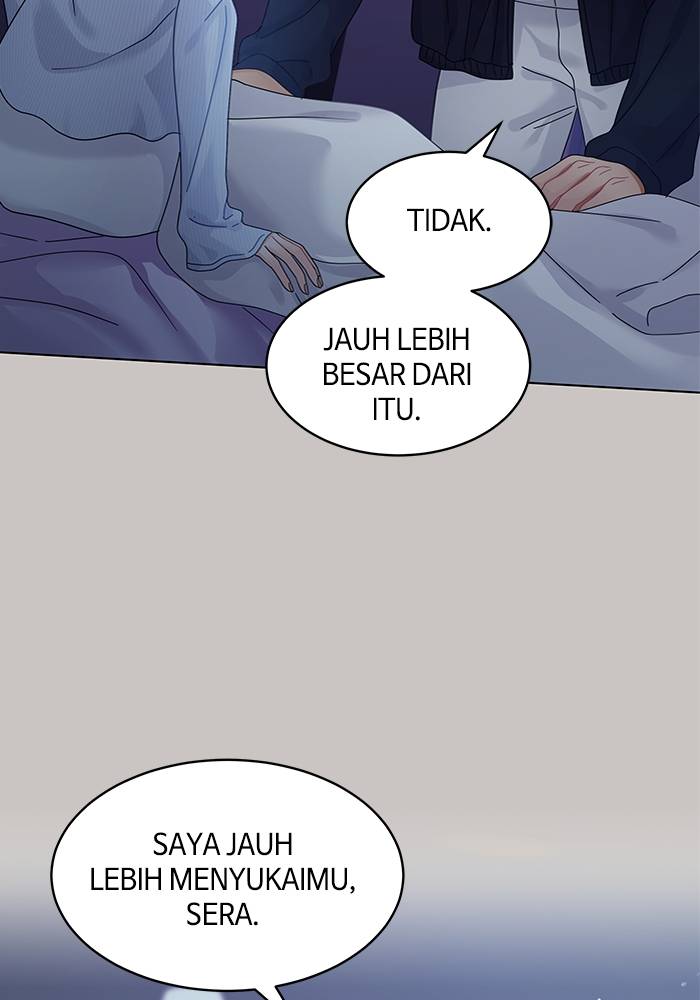 TIDAK.
JAUH LEBIH
BESAR DARI
ITU.
SAYA JAUH
LEBIH MENYUKAIMU,
SERA.